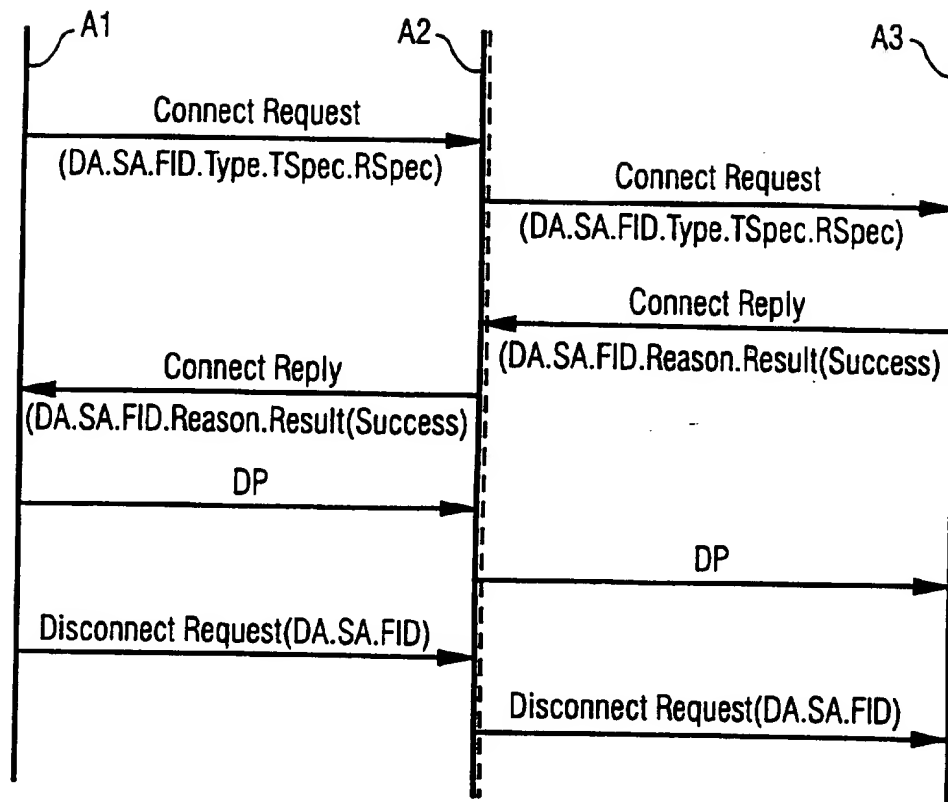 A1
A2
A3
Connect Request
(DA.SA.FID.Type.TSpec.RSpec)
Connect Request
(DA.SA.FID.Type.TSpec.RSpec)
Connect Reply
(DA.SA.FID.Reason.Result(Success)
Connect Reply
(DA.SA.FID.Reason.Result(Success)
DP
DP
Disconnect Request(DA.SA.FID)
Disconnect Request(DA.SA.FID)